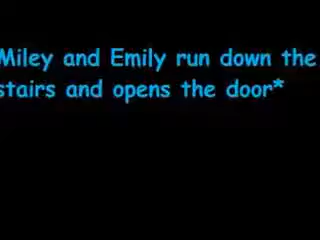 Miley and Emily run down the
stairs and opens the door*